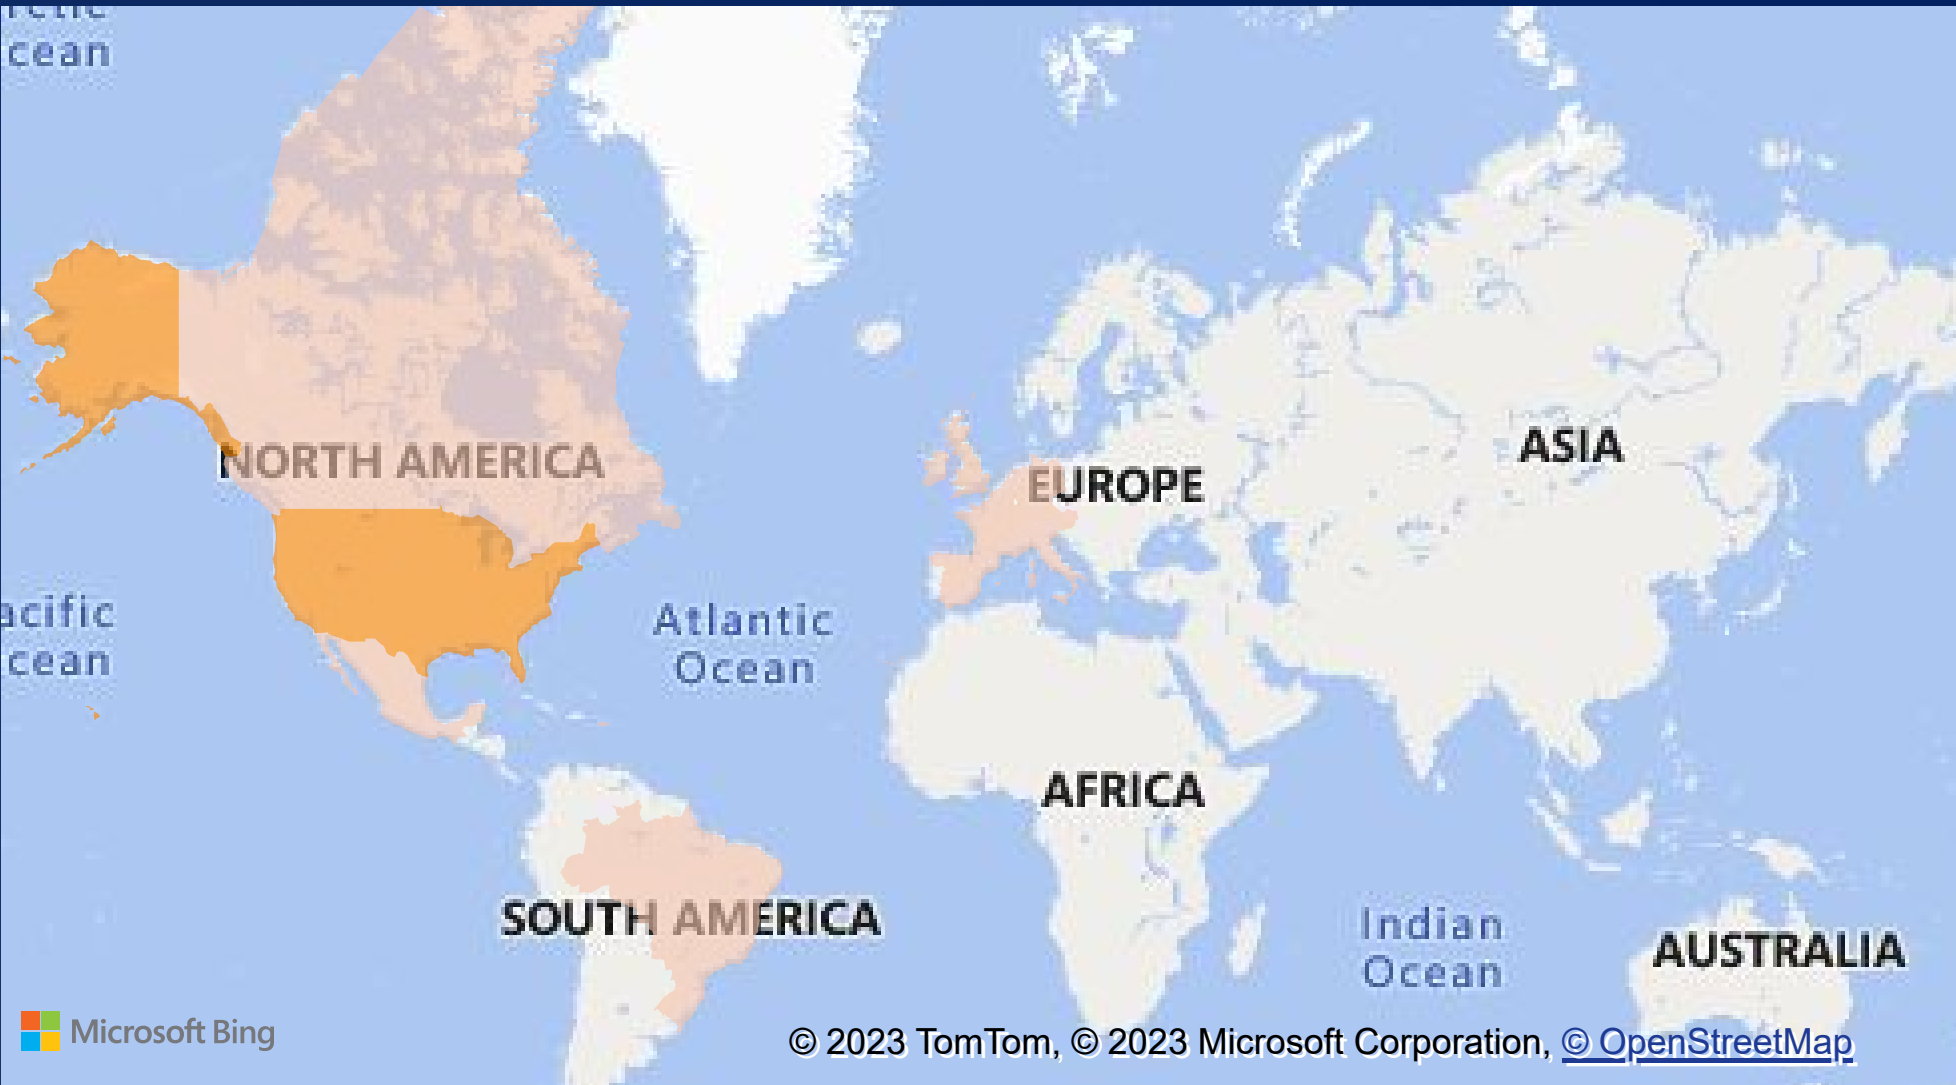 cean
NORTH AMERICA
EUROPE
ASIA
acific
cean
Atlantic
Ocean
AFRICA
SOUTH AMERICA
Indian
Ocean
AUSTRALIA
Microsoft Bing
© 2023 TomTom, © 2023 Microsoft Corporation, © OpenStreetMap